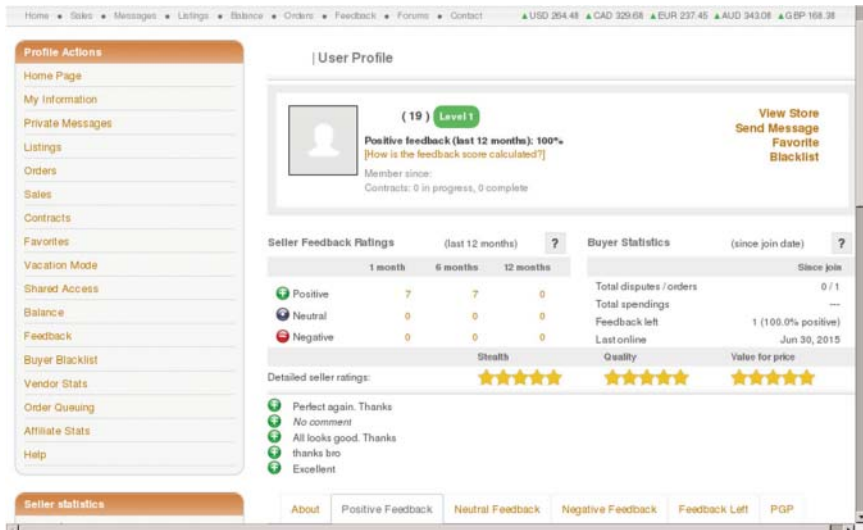 Home • Sales • Messages • Listings • Balance • Orders • Feedback • Forums • Contact
▲USD 264.48 ▲CAD 329.68 ▲EUR 237.45 ▲AUD 343.08 ▲GBP 168.38
Profile Actions
Home Page
My Information
Private Messages
Listings
Orders
Sales
Contracts
Favorites
Vacation Mode
Shared Access
Balance
Feedback
Buyer Blacklist
Vendor Stats
Order Queuing
Affiliate Stats
Help
Seller statistics
| User Profile
( 19 ) Level 1
Positive feedback (last 12 months): 100%
[How is the feedback score calculated?]
Member since:
Contracts: 0 in progress, 0 complete
View Store
Send Message
Favorite
Blacklist
Seller Feedback Ratings (last 12 months) ?
1 month 6 months 12 months
Positive 7 7 0
Neutral 0 0 0
Negative 0 0 0
Buyer Statistics (since join date) ?
Since join
Total disputes / orders 0 / 1
Total spendings ---
Feedback left 1 (100.0% positive)
Last online Jun 30, 2015
Stealth Quality Value for price
Detailed seller ratings:
Perfect again. Thanks
No comment
All looks good. Thanks
thanks bro
Excellent
About Positive Feedback Neutral Feedback Negative Feedback Feedback Left PGP